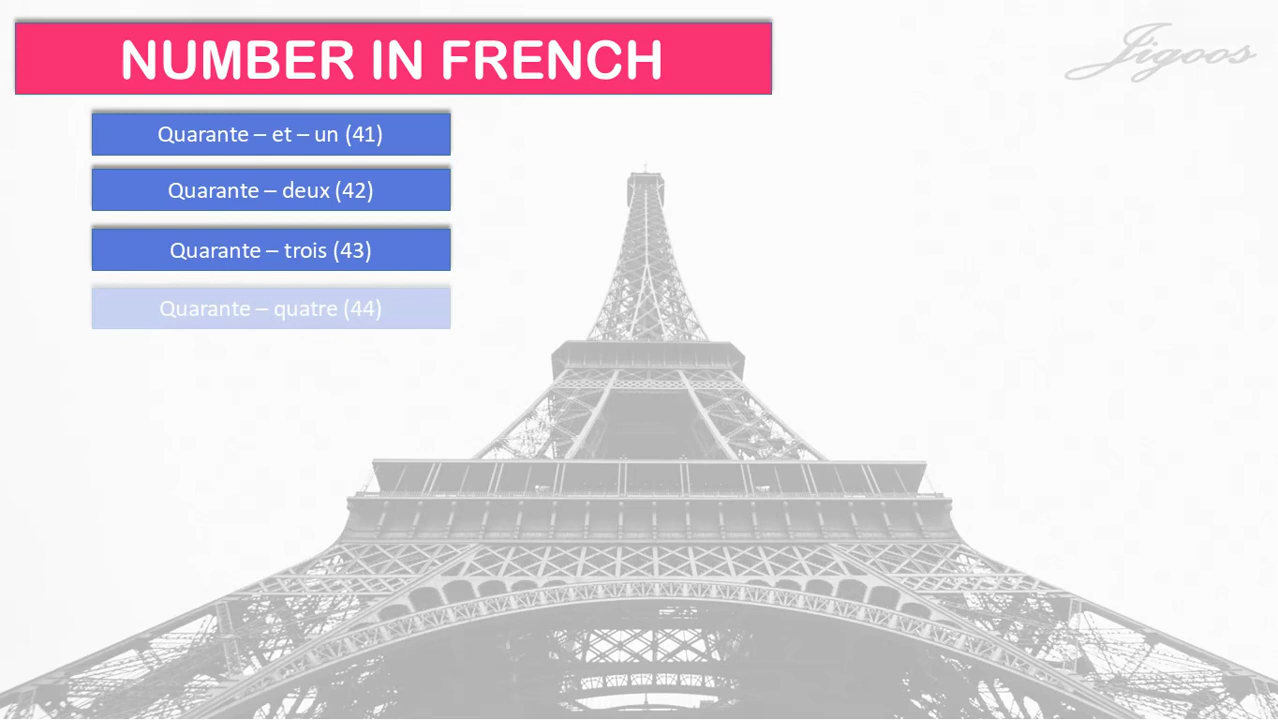 NUMBER IN FRENCH
Jigoos
Quarante – et – un (41)
Quarante – deux (42)
Quarante – trois (43)
Quarante – quatre (44)